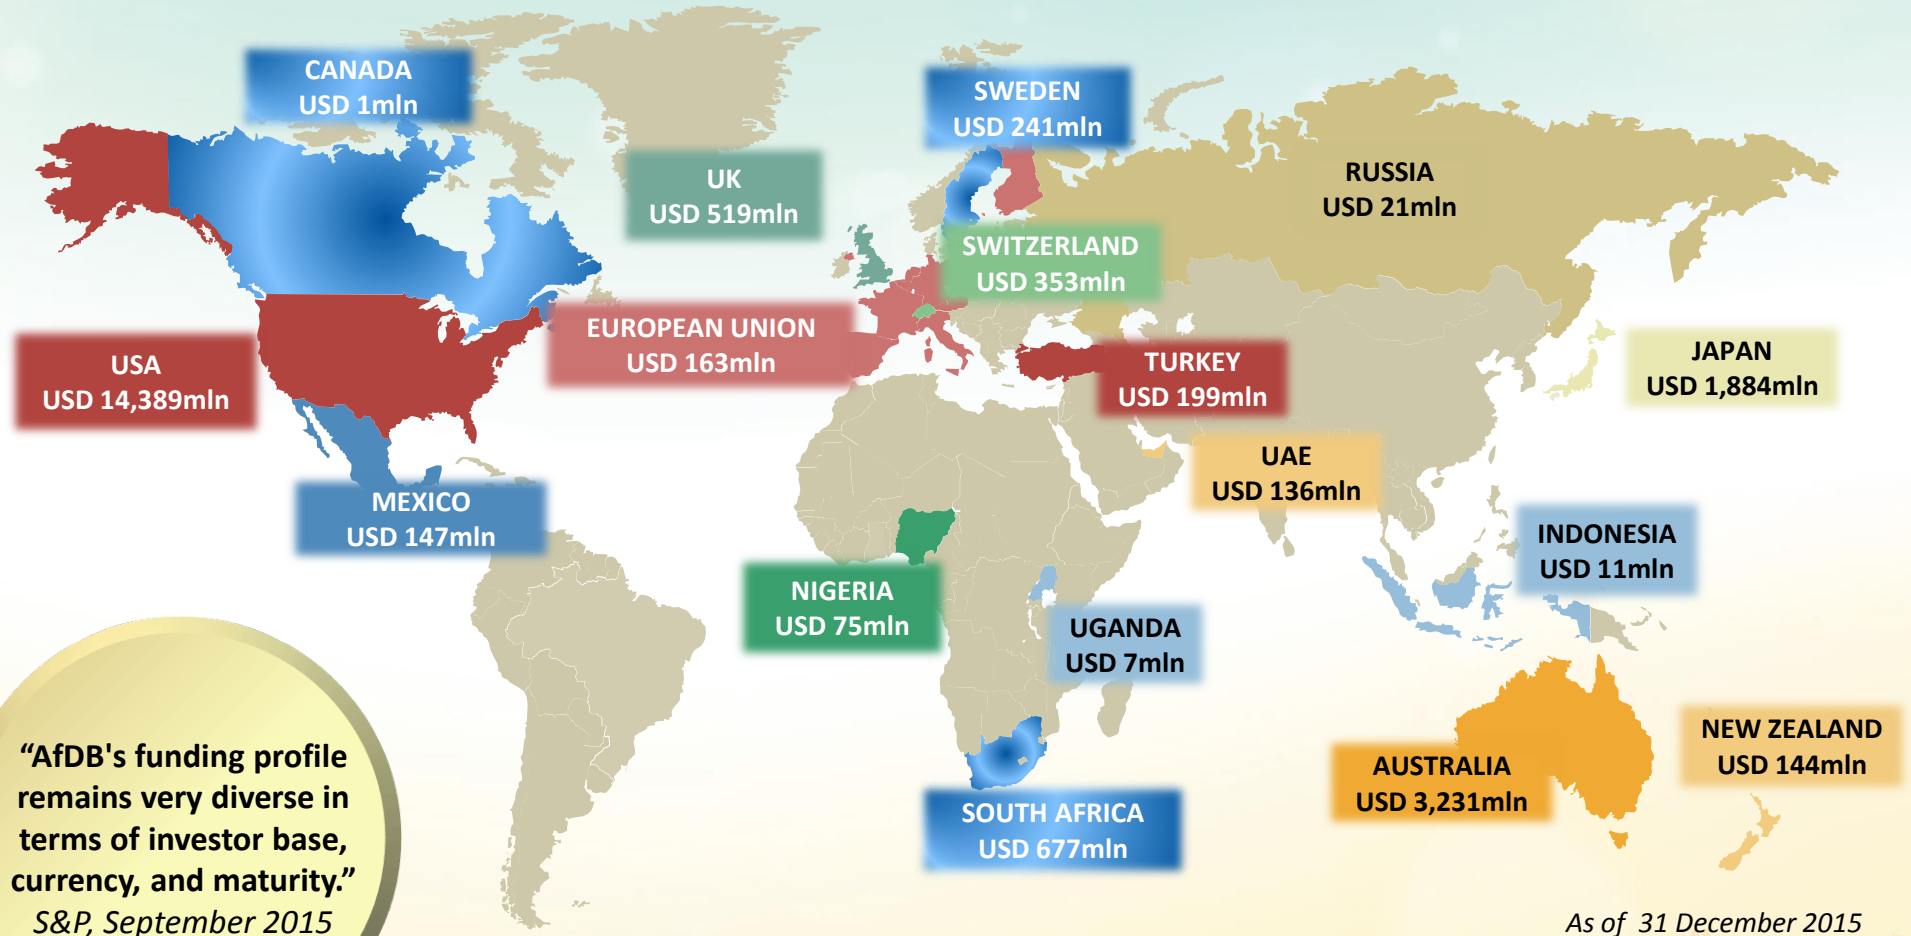 CANADA
USD 1mln
SWEDEN
USD 241mln
UK
USD 519mln
RUSSIA
USD 21mln
SWITZERLAND
USD 353mln
EUROPEAN UNION
USD 163mln
USA
USD 14,389mln
TURKEY
USD 199mln
JAPAN
USD 1,884mln
UAE
USD 136mln
MEXICO
USD 147mln
INDONESIA
USD 11mln
NIGERIA
USD 75mln
UGANDA
USD 7mln
NEW ZEALAND
USD 144mln
AUSTRALIA
USD 3,231mln
SOUTH AFRICA
USD 677mln
“AfDB's funding profile
remains very diverse in
terms of investor base,
currency, and maturity.”
S&P, September 2015
As of 31 December 2015